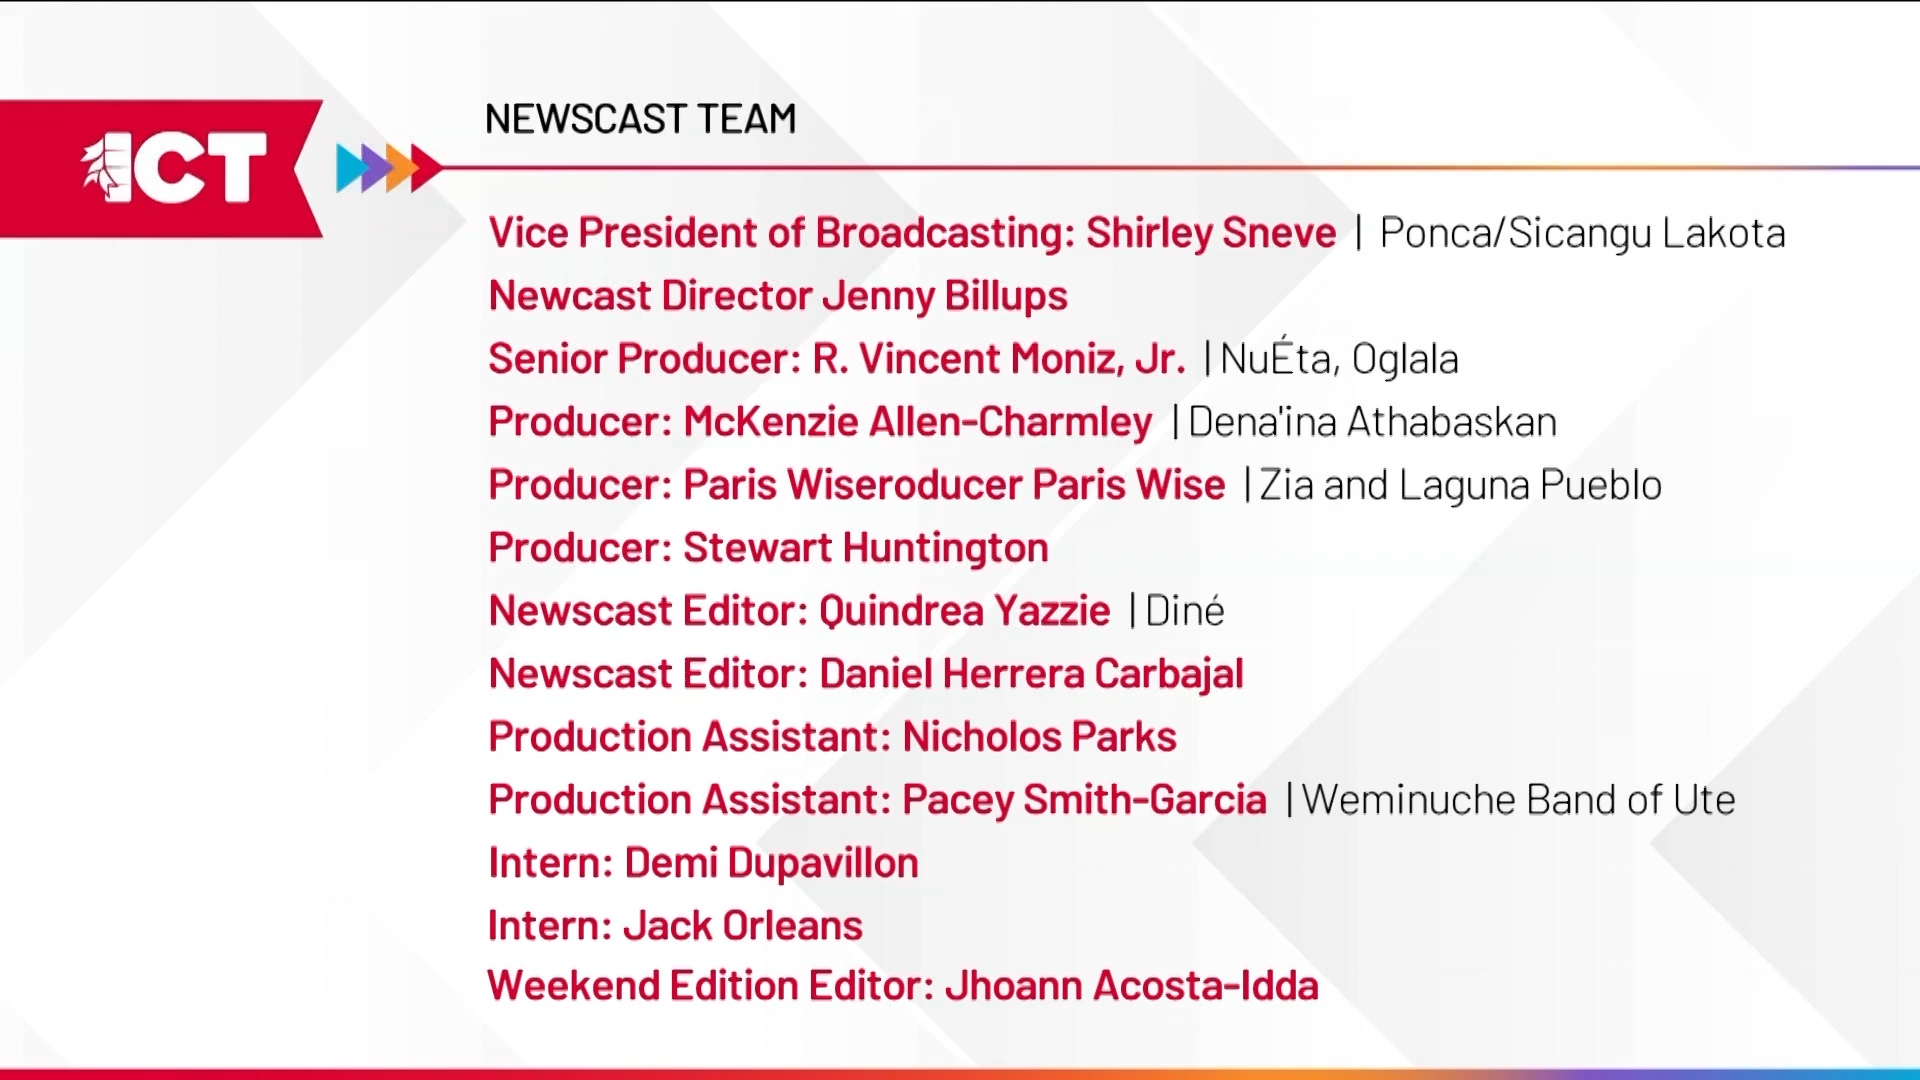 ICT
NEWSCAST TEAM
Vice President of Broadcasting: Shirley Sneve | Ponca/Sicangu Lakota
Newcast Director Jenny Billups
Senior Producer: R. Vincent Moniz, Jr. | NuÉta, Oglala
Producer: McKenzie Allen-Charmley | Dena'ina Athabaskan
Producer: Paris Wiseroducer Paris Wise | Zia and Laguna Pueblo
Producer: Stewart Huntington
Newscast Editor: Quindrea Yazzie | Diné
Newscast Editor: Daniel Herrera Carbajal
Production Assistant: Nicholos Parks
Production Assistant: Pacey Smith-Garcia | Weminuche Band of Ute
Intern: Demi Dupavillon
Intern: Jack Orleans
Weekend Edition Editor: Jhoann Acosta-Idda